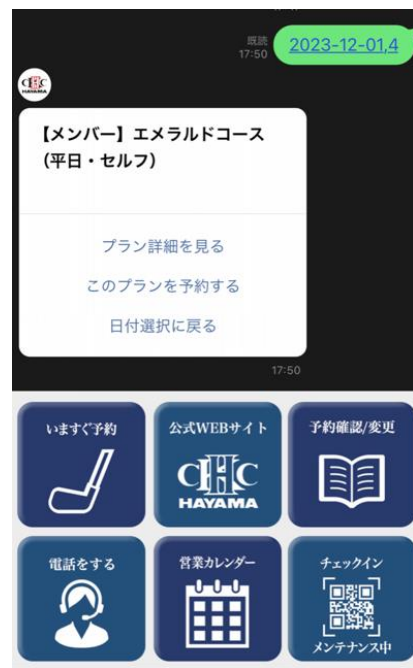 既読
17:50
2023-12-01,4
CHC
HAYAMA
【メンバー】エメラルドコース
（平日・セルフ）
プラン詳細を見る
このプランを予約する
日付選択に戻る
17:50
いますぐ予約
公式WEBサイト
CHC
HAYAMA
予約確認/変更
電話をする
営業カレンダー
チェックイン
メンテナンス中